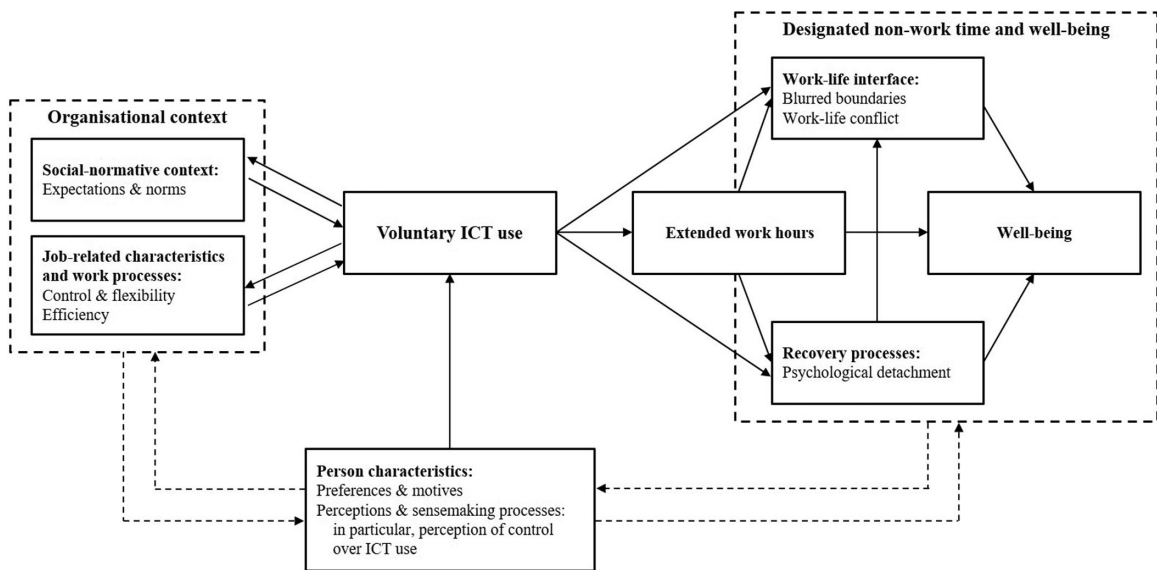 Organisational context
Social-normative context:
Expectations & norms
Job-related characteristics
and work processes:
Control & flexibility
Efficiency
Voluntary ICT use
Person characteristics:
Preferences & motives
Perceptions & sensemaking processes:
in particular, perception of control
over ICT use
Designated non-work time and well-being
Work-life interface:
Blurred boundaries
Work-life conflict
Extended work hours
Well-being
Recovery processes:
Psychological detachment